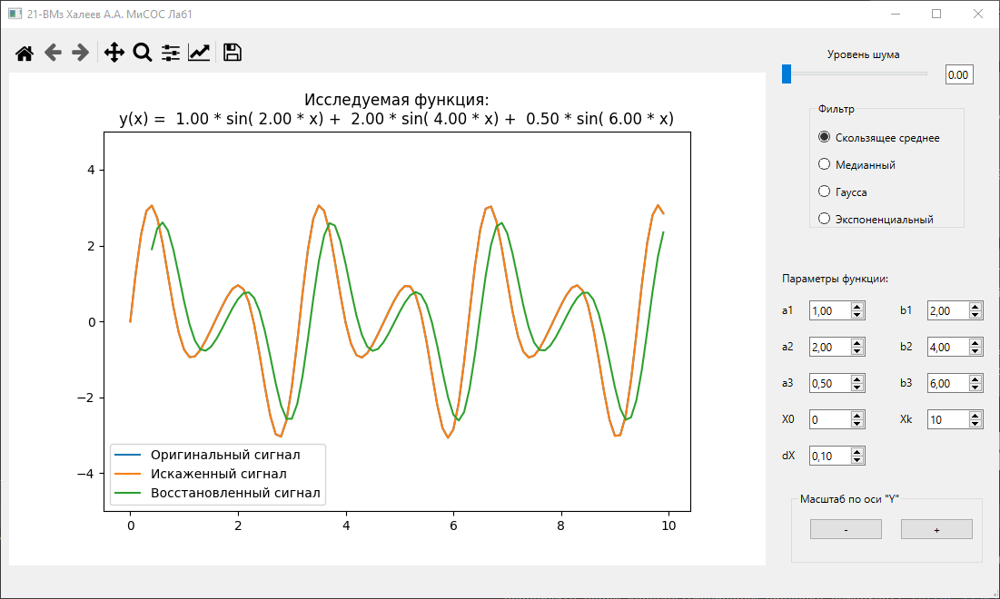 21-ВМз Халеев А.А. МиСОС Лаб1
Уровень шума
0.00
Исследуемая функция:
y(x) =  1.00 * sin( 2.00 * x) +  2.00 * sin( 4.00 * x) +  0.50 * sin( 6.00 * x)
4
2
0
−2
−4
0 2 4 6 8 10
Оригинальный сигнал
Искаженный сигнал
Восстановленный сигнал
Фильтр
Скользящее среднее
Медианный
Гаусса
Экспоненциальный
Параметры функции:
a1 1,00 b1 2,00
a2 2,00 b2 4,00
a3 0,50 b3 6,00
X0 0 Xk 10
dX 0,10
Масштаб по оси "Y"
- +